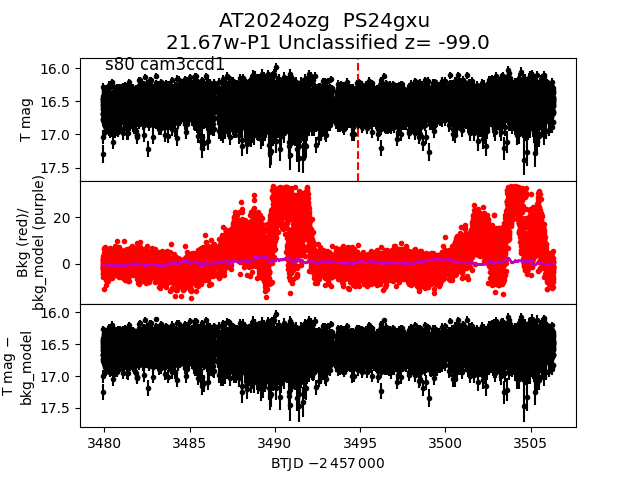 AT2024ozg  PS24gxu
21.67w-P1 Unclassified z= -99.0
s80 cam3ccd1
16.0
16.5
17.0
17.5
T mag
20
0
Bkg (red)/
bkg_model (purple)
16.0
16.5
17.0
17.5
T mag −
bkg_model
3480 3485 3490 3495 3500 3505
BTJD −2 457 000